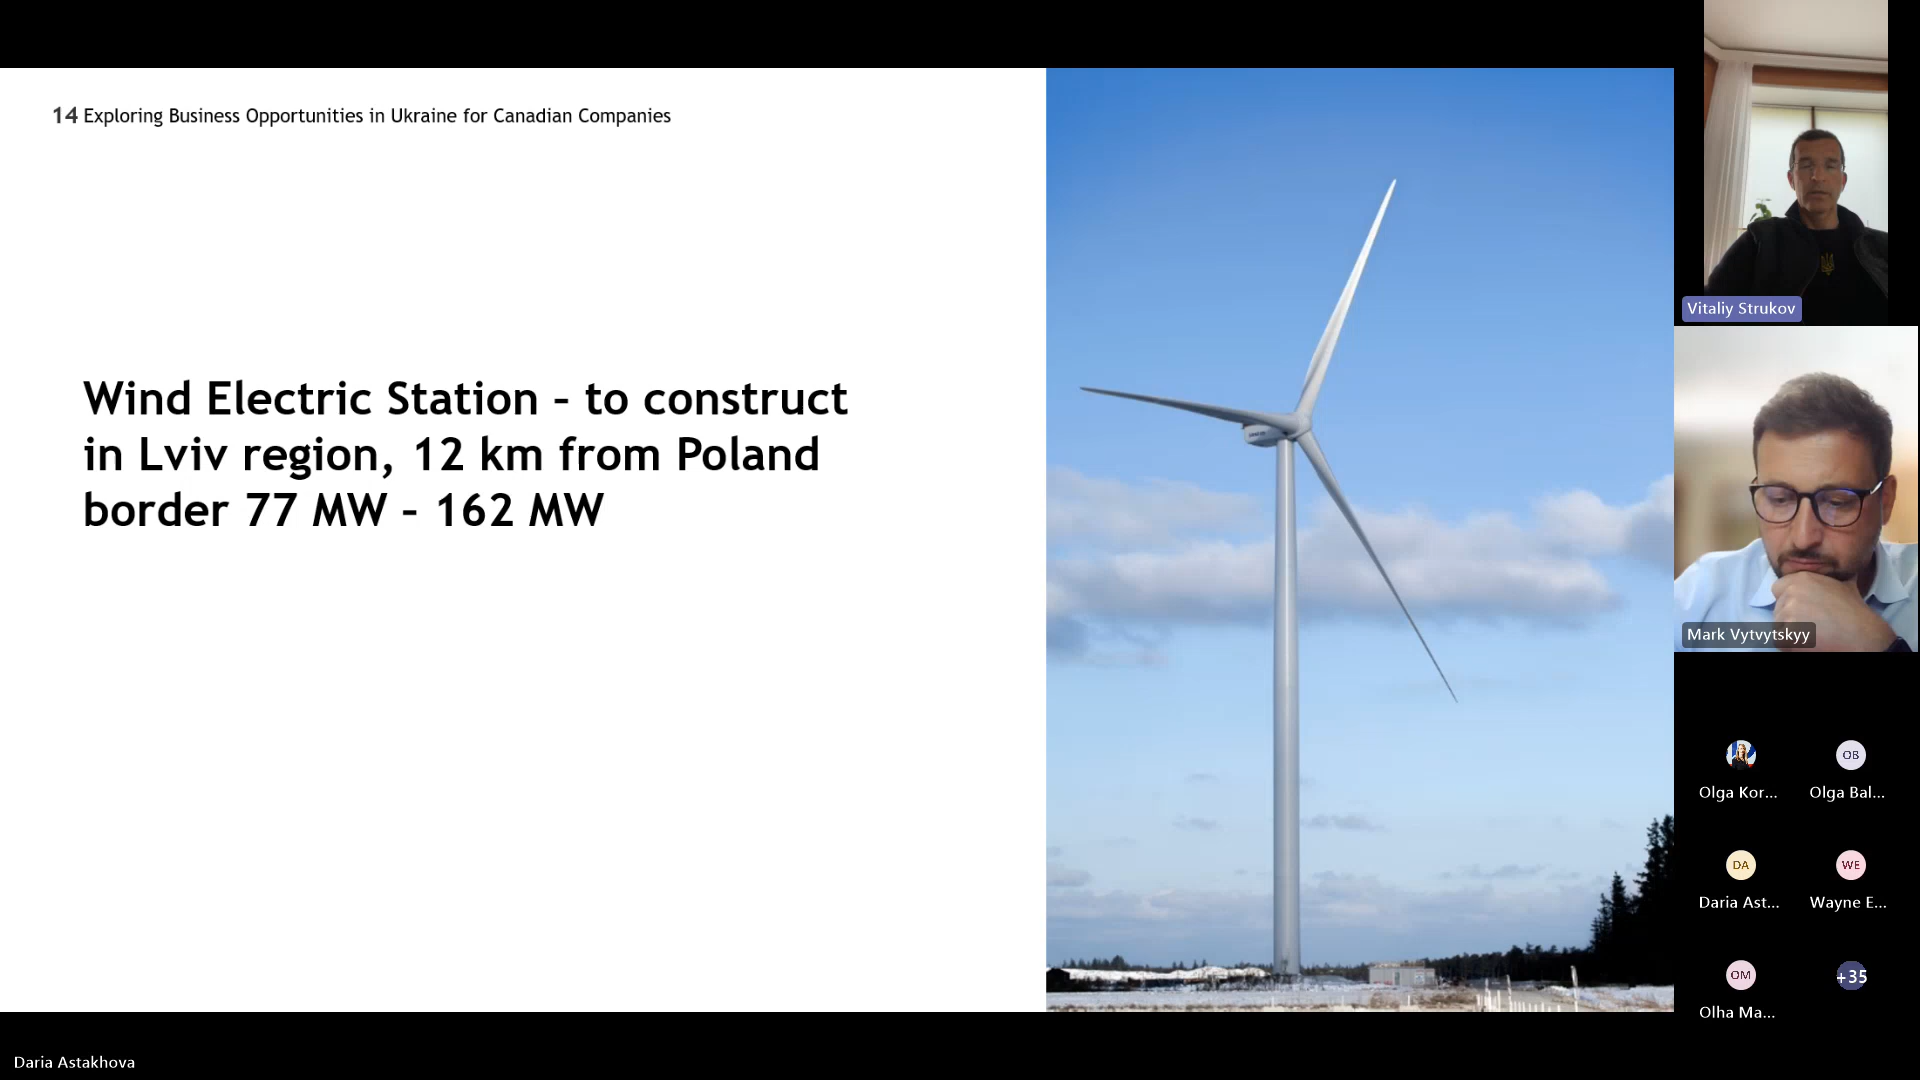 14 Exploring Business Opportunities in Ukraine for Canadian Companies
Wind Electric Station – to construct
in Lviv region, 12 km from Poland
border 77 MW – 162 MW
Vitaliy Strukov
Mark Vytvytskyy
OB
Olga Kor...
Olga Bal...
DA
WE
Daria Ast...
Wayne E...
OM
+35
Olha Ma...
Daria Astakhova